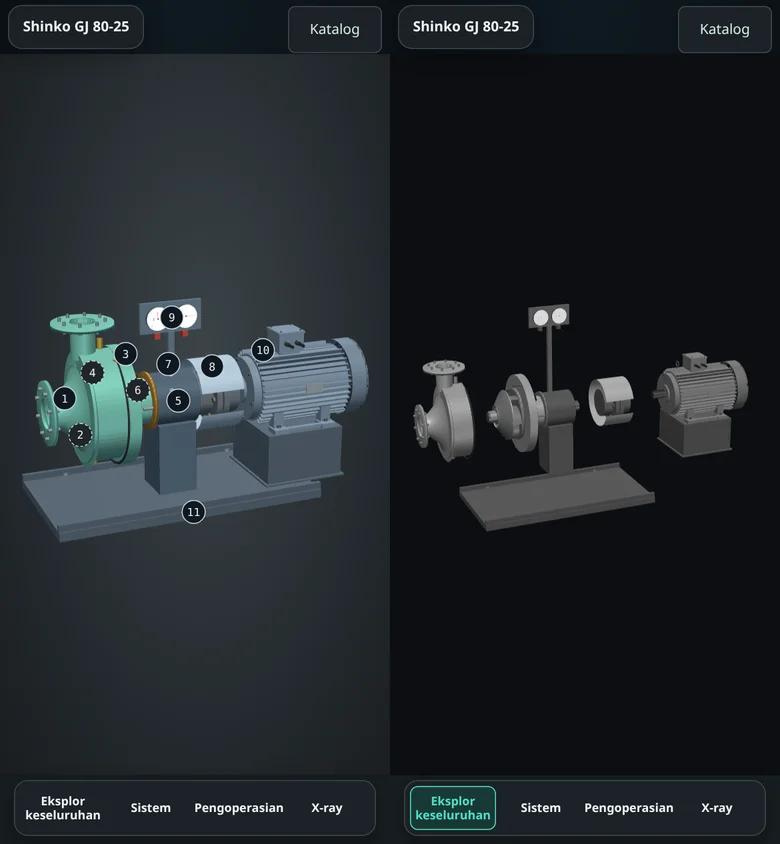 Shinko GJ 80-25
Katalog
9
3
7
8
10
4
6
1
5
2
11
Eksplor
keseluruhan
Sistem
Pengoperasian
X-ray
Shinko GJ 80-25
Katalog
Eksplor
keseluruhan
Sistem
Pengoperasian
X-ray